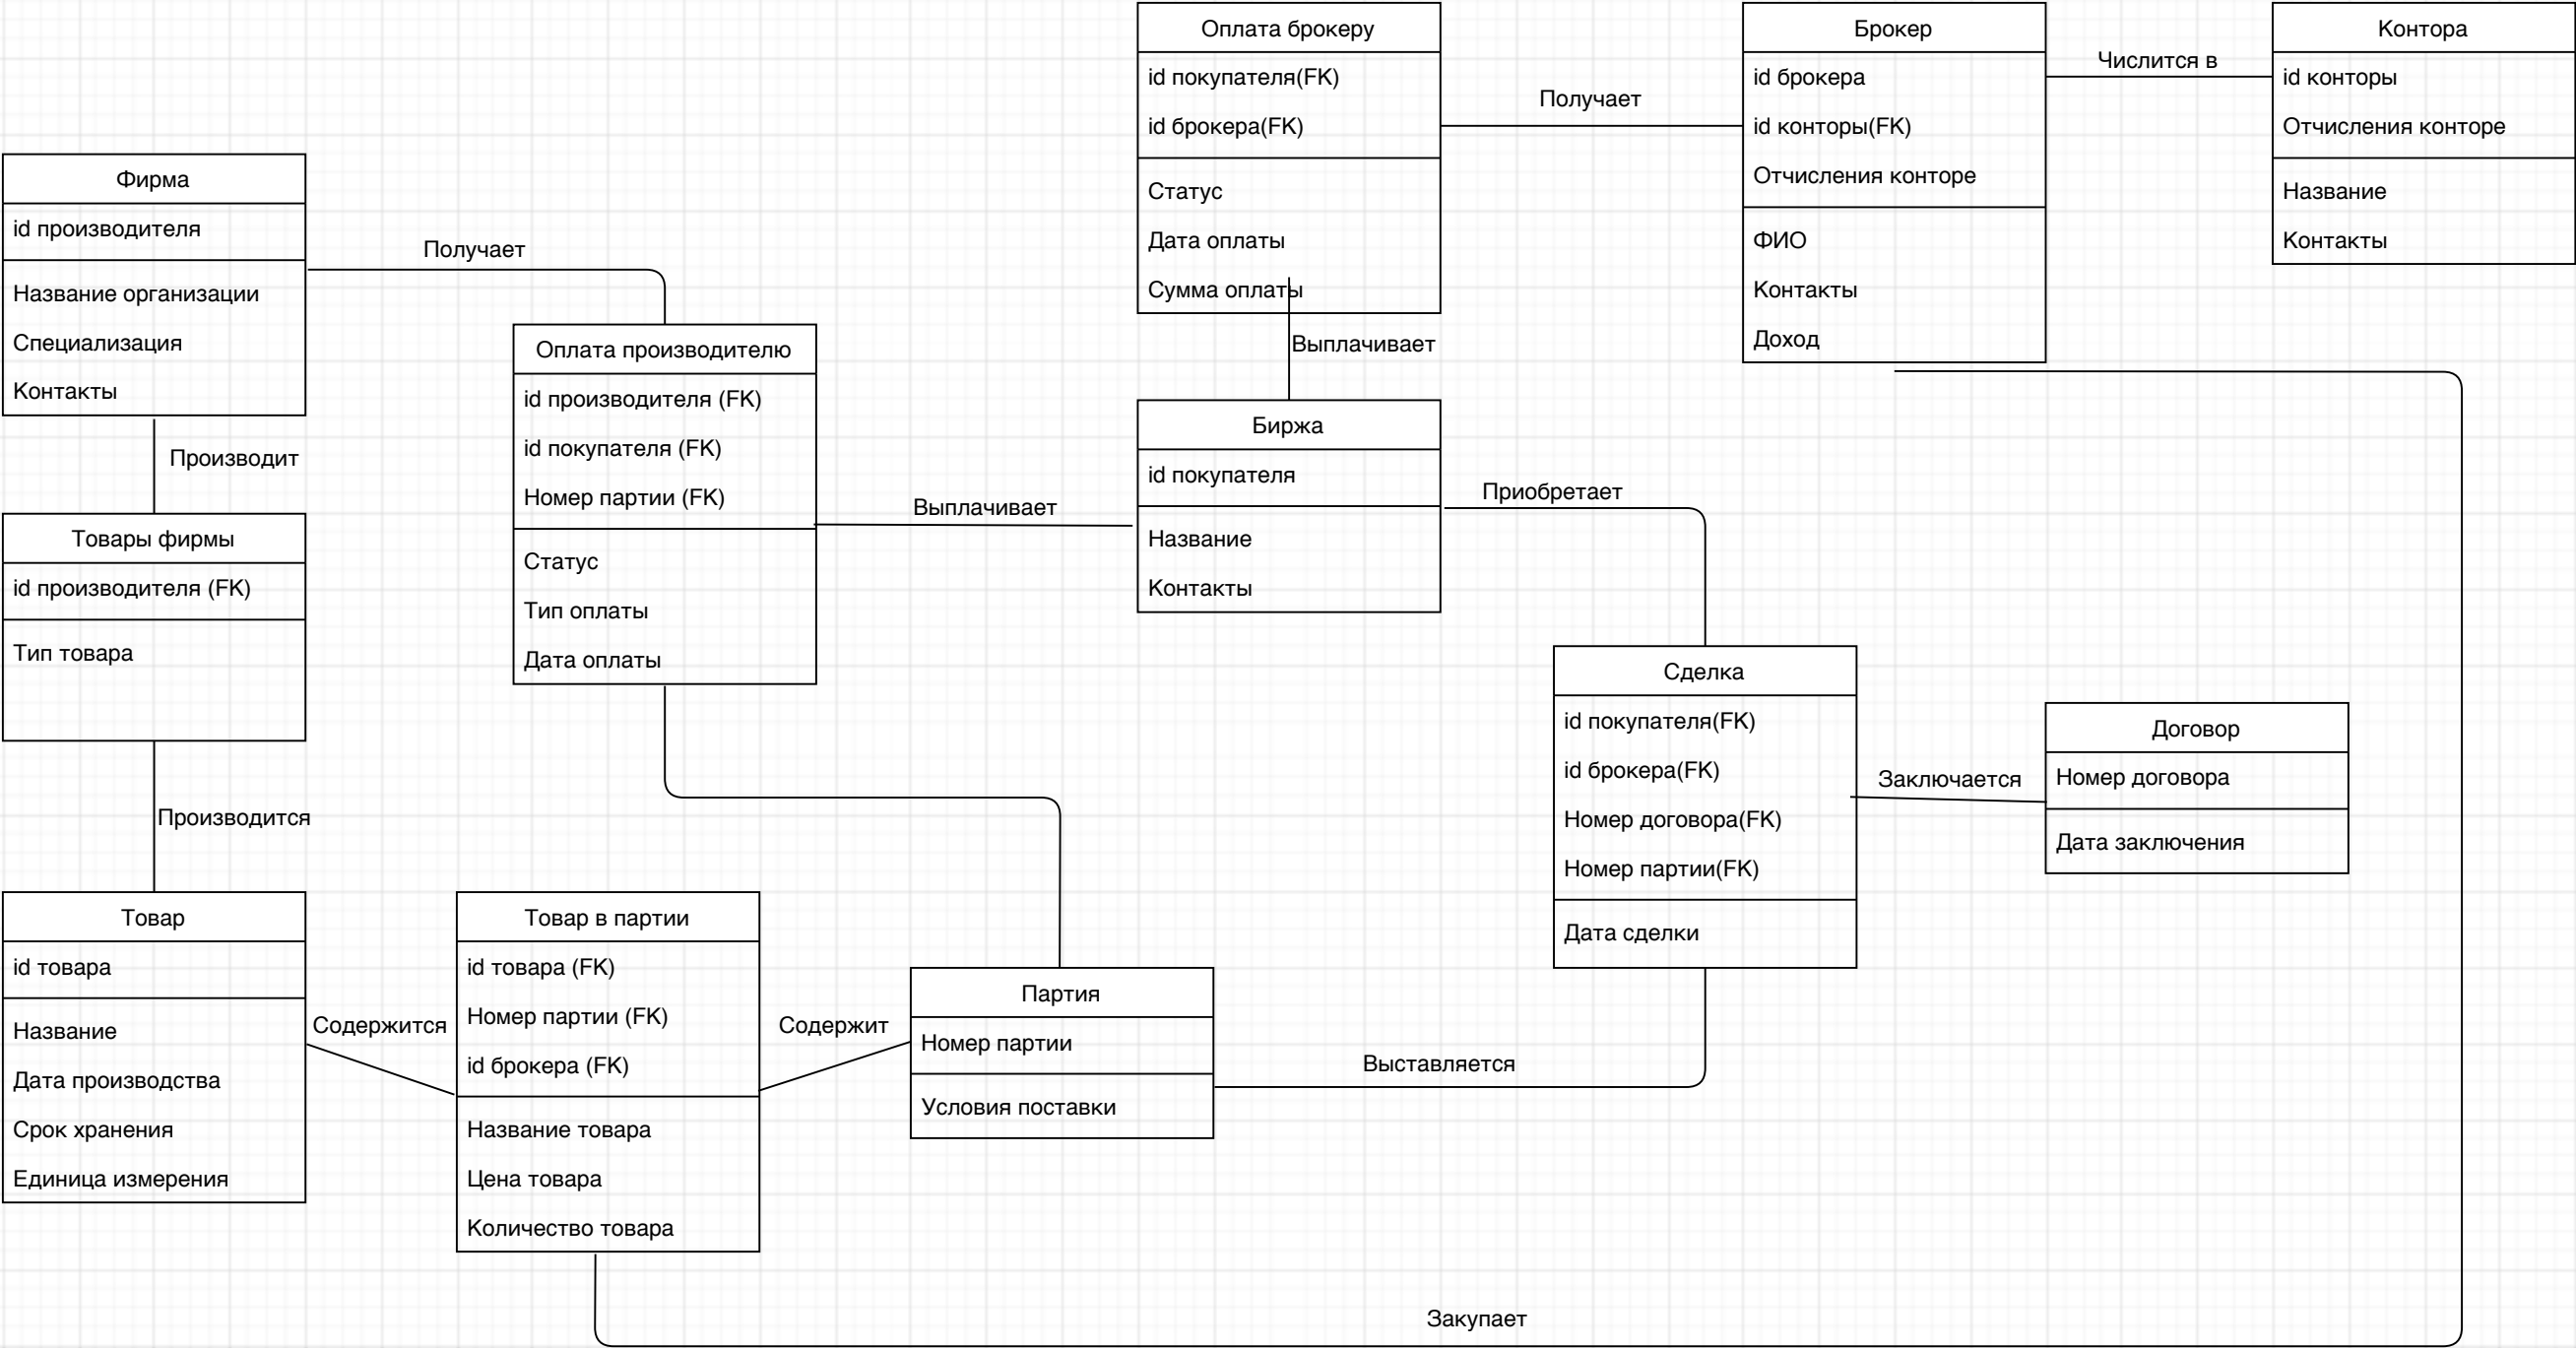 Оплата брокеру
id покупателя(FK)
id брокера(FK)
Статус
Дата оплаты
Сумма оплаты
Получает
Брокер
id брокера
id конторы(FK)
Отчисления конторе
ФИО
Контакты
Доход
Числится в
Контора
id конторы
Отчисления конторе
Название
Контакты
Фирма
id производителя
Название организации
Специализация
Контакты
Получает
Оплата производителю
id производителя (FK)
id покупателя (FK)
Номер партии (FK)
Статус
Тип оплаты
Дата оплаты
Выплачивает
Выплачивает
Биржа
id покупателя
Название
Контакты
Приобретает
Производит
Товары фирмы
id производителя (FK)
Тип товара
Производится
Сделка
id покупателя(FK)
id брокера(FK)
Номер договора(FK)
Номер партии(FK)
Дата сделки
Заключается
Договор
Номер договора
Дата заключения
Товар
id товара
Название
Дата производства
Срок хранения
Единица измерения
Содержится
Товар в партии
id товара (FK)
Номер партии (FK)
id брокера (FK)
Название товара
Цена товара
Количество товара
Содержит
Партия
Номер партии
Условия поставки
Выставляется
Закупает